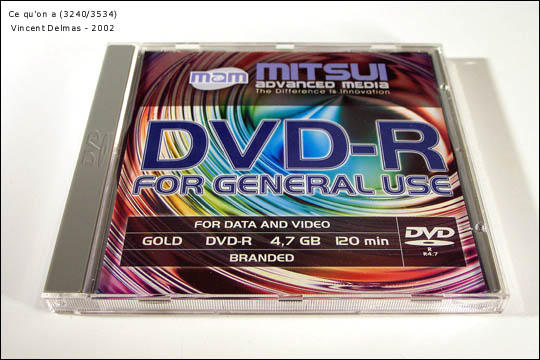 Ce qu'on a (3240/3534)
Vincent Delmas - 2002
mam MITSUI
ADVANCED MEDIA
The Difference Is Innovation
DVD
DVD-R
FOR GENERAL USE
FOR DATA AND VIDEO
GOLD DVD-R 4,7 GB 120 min
BRANDED
DVD
R
R4.7